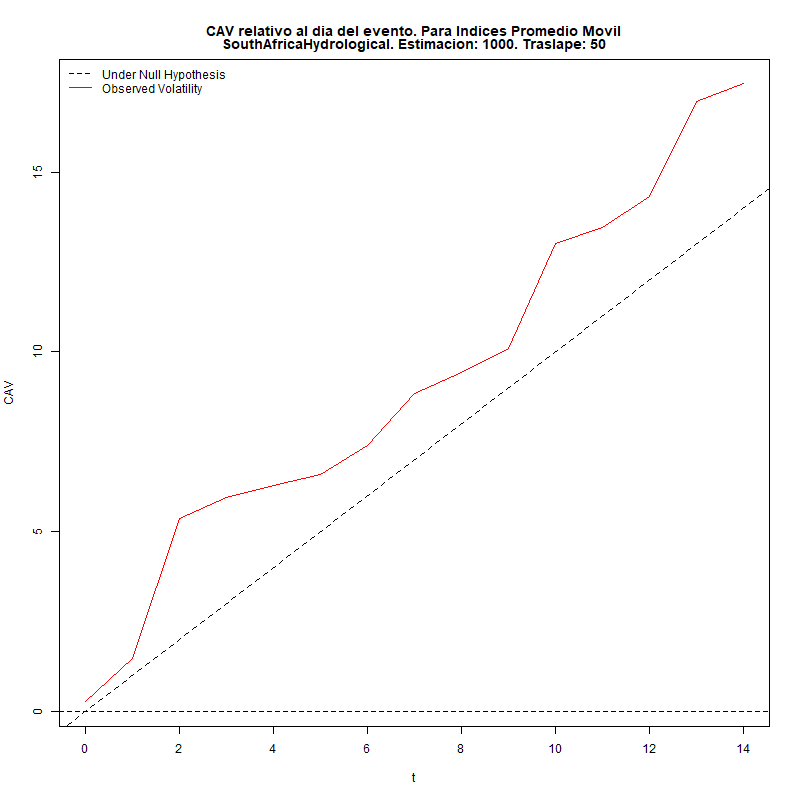 CAV relativo al dia del evento. Para Indices Promedio Movil
SouthAfricaHydrological. Estimacion: 1000. Traslape: 50
Under Null Hypothesis
Observed Volatility
15
10
5
0
CAV
0 2 4 6 8 10 12 14
t